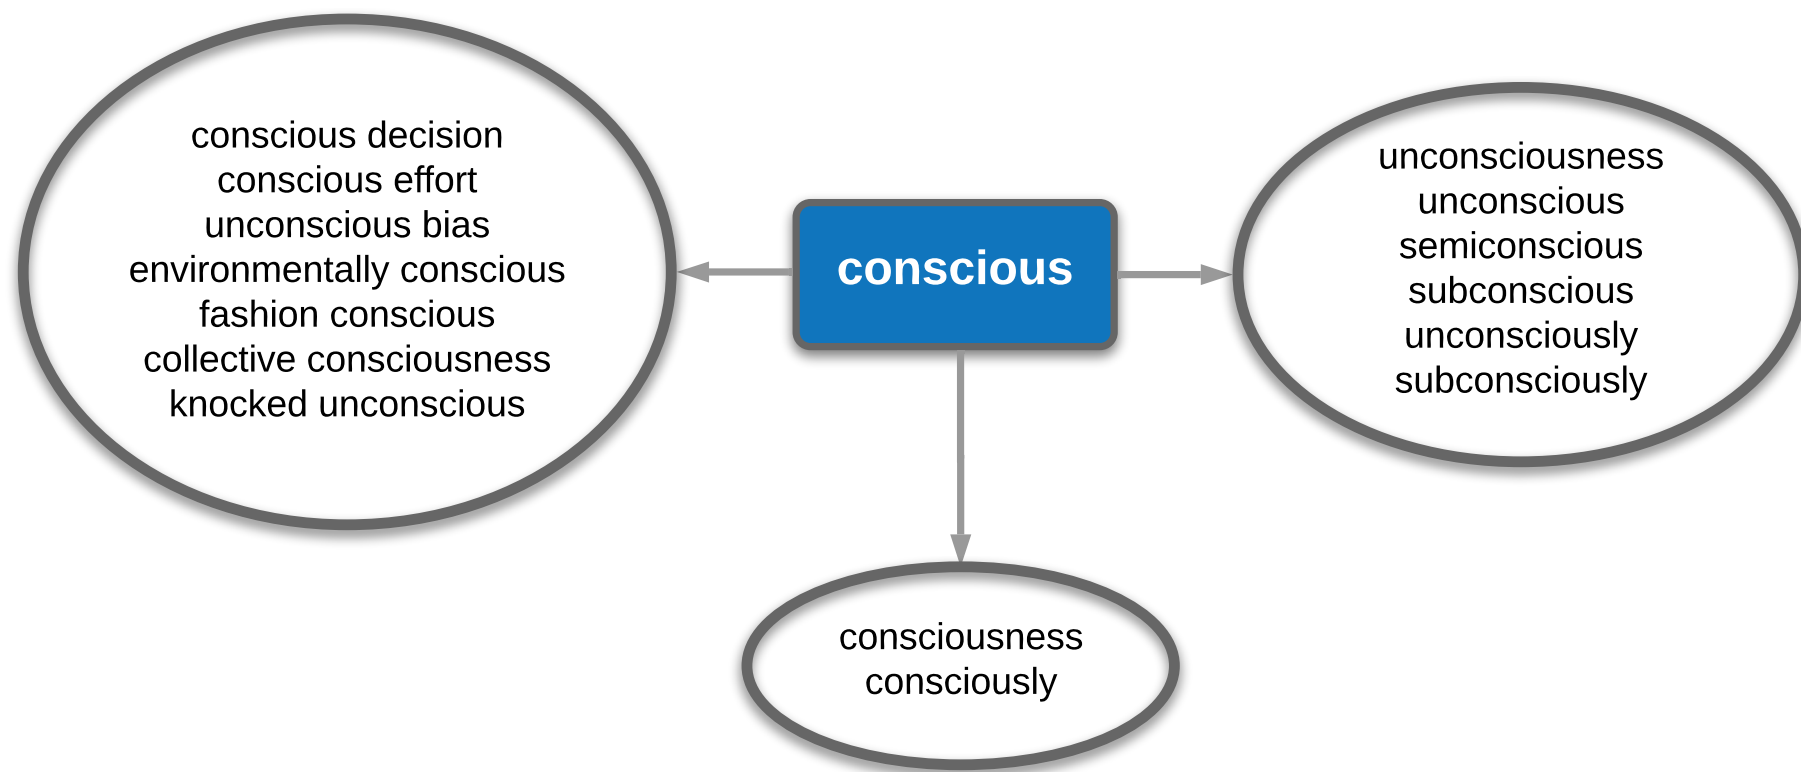 conscious decision
conscious effort
unconscious bias
environmentally conscious
fashion conscious
collective consciousness
knocked unconscious
conscious
unconsciousness
unconscious
semiconscious
subconscious
unconsciously
subconsciously
consciousness
consciously